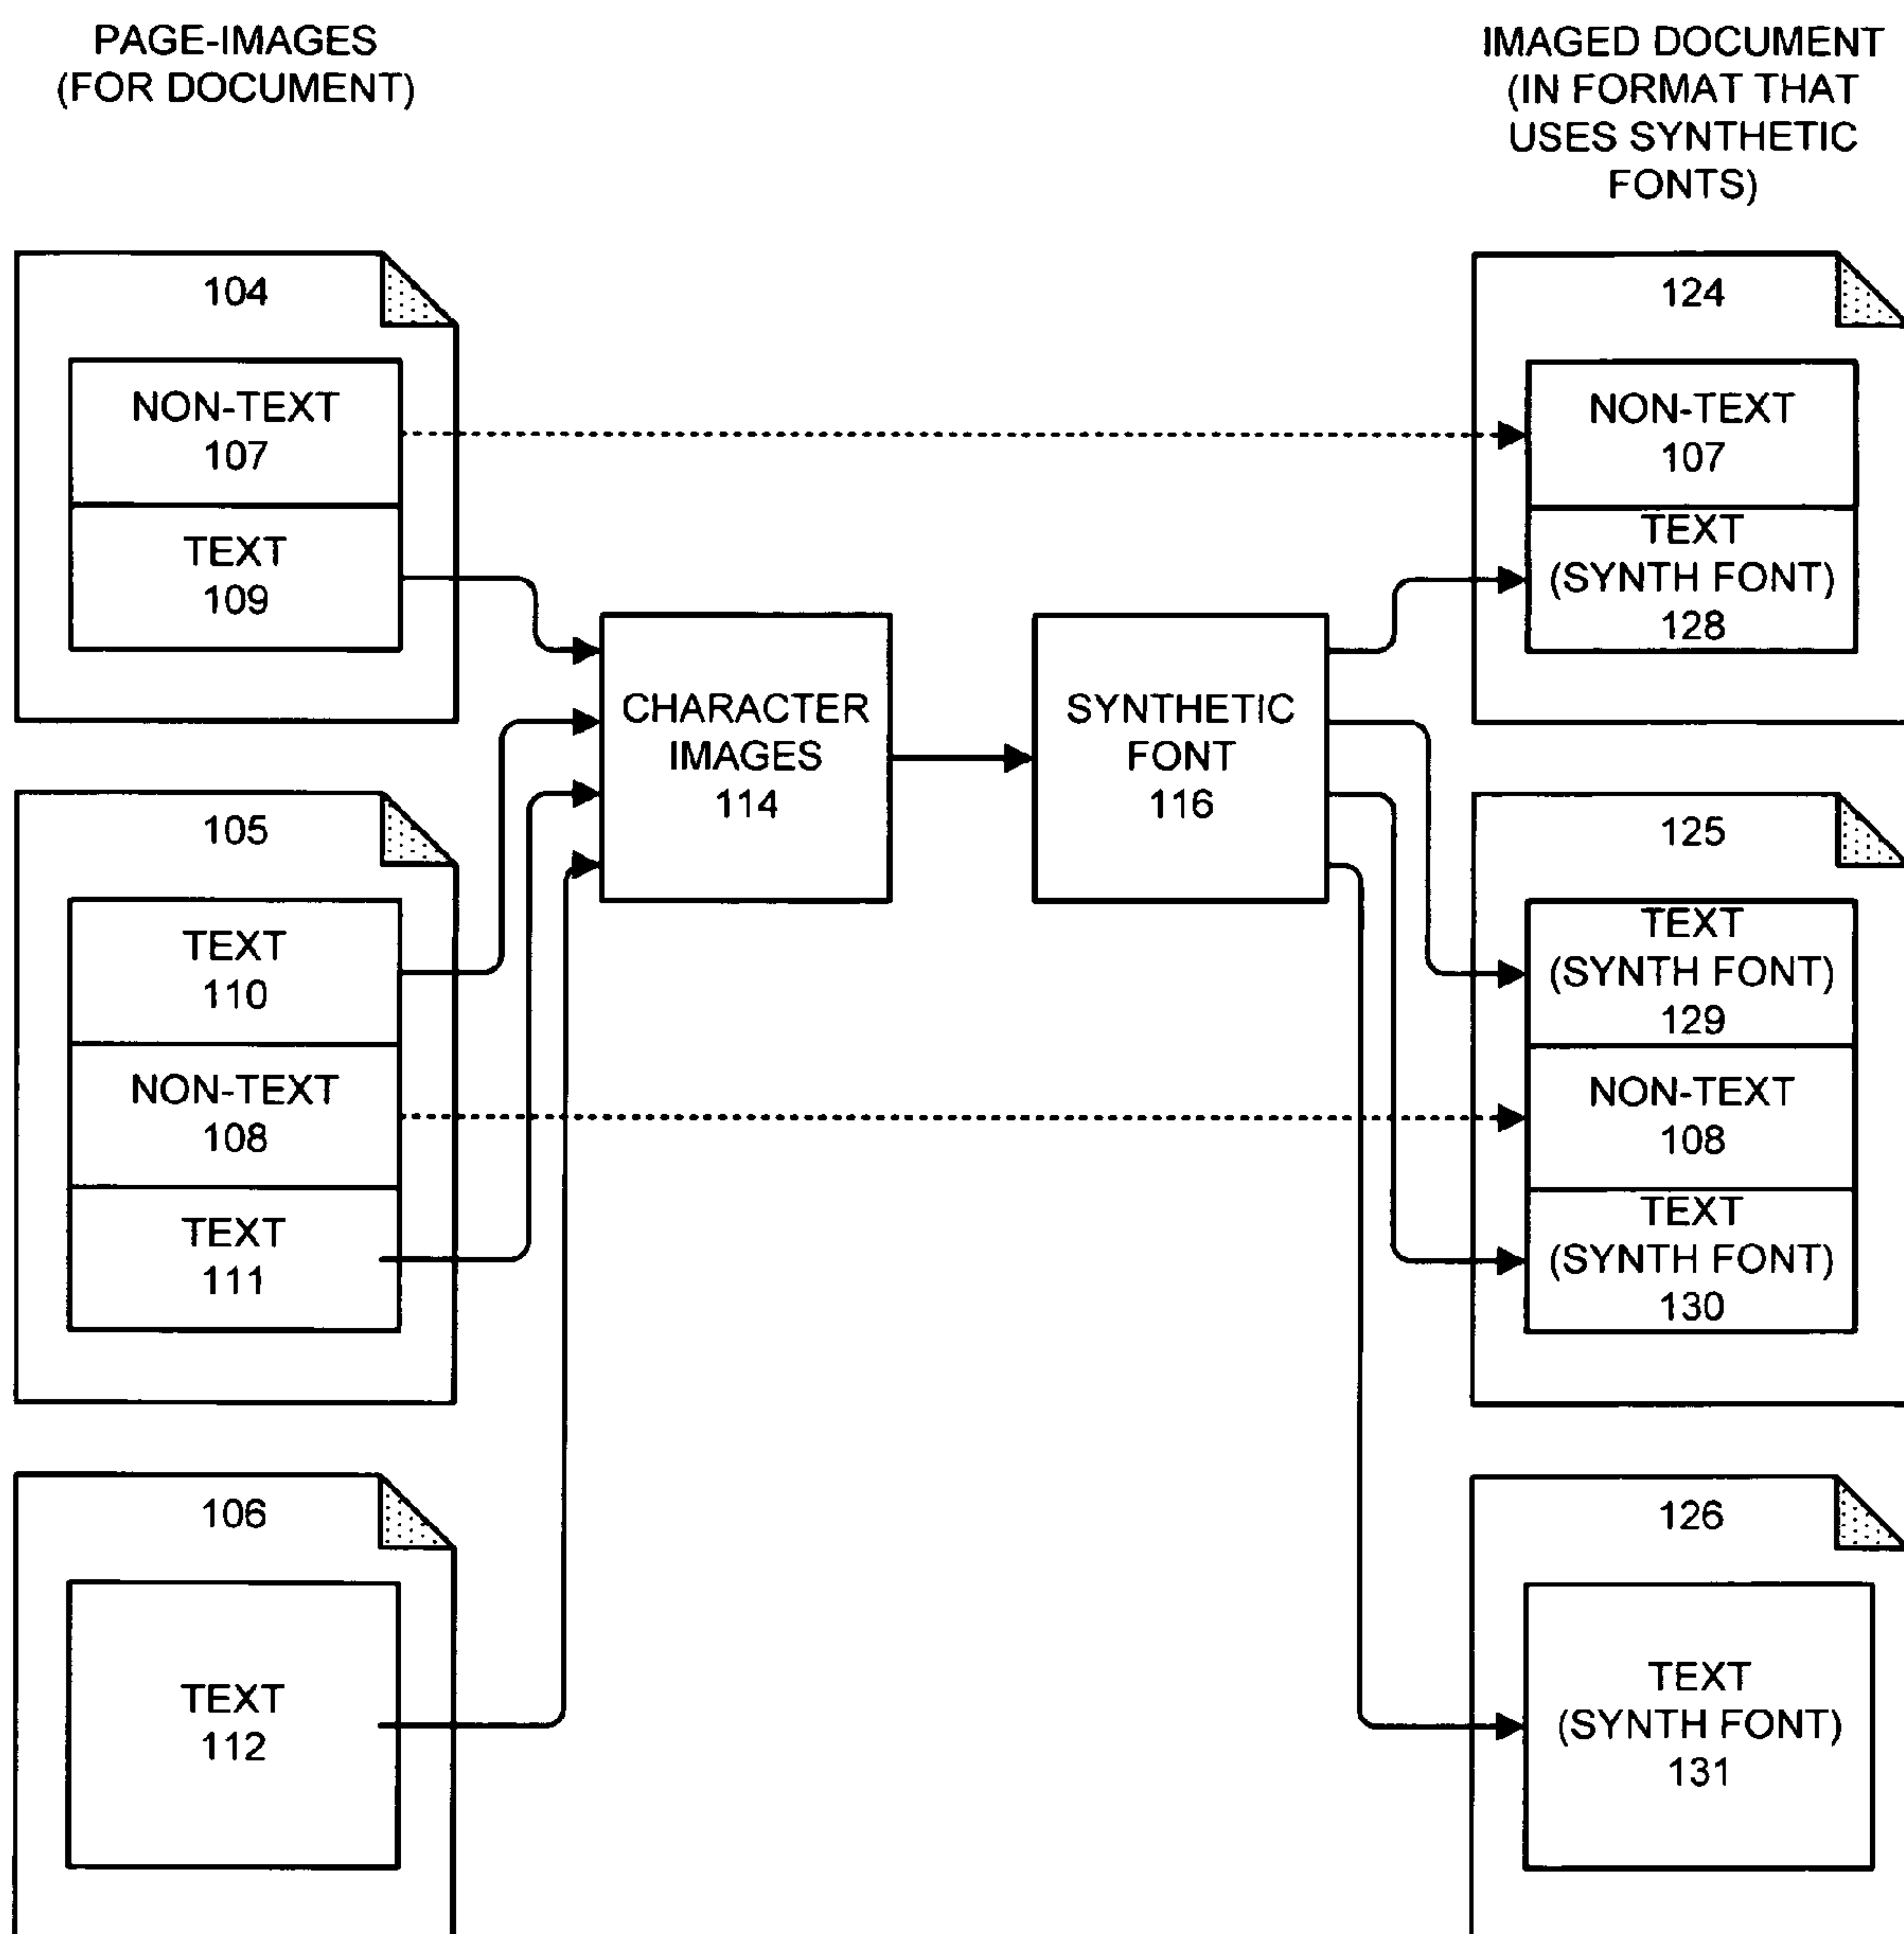 PAGE-IMAGES
(FOR DOCUMENT)
104
NON-TEXT
107
TEXT
109
105
TEXT
110
NON-TEXT
108
TEXT
111
106
TEXT
112
CHARACTER
IMAGES
114
SYNTHETIC
FONT
116
IMAGED DOCUMENT
(IN FORMAT THAT
USES SYNTHETIC
FONTS)
124
NON-TEXT
107
TEXT
(SYNTH FONT)
128
125
TEXT
(SYNTH FONT)
129
NON-TEXT
108
TEXT
(SYNTH FONT)
130
126
TEXT
(SYNTH FONT)
131